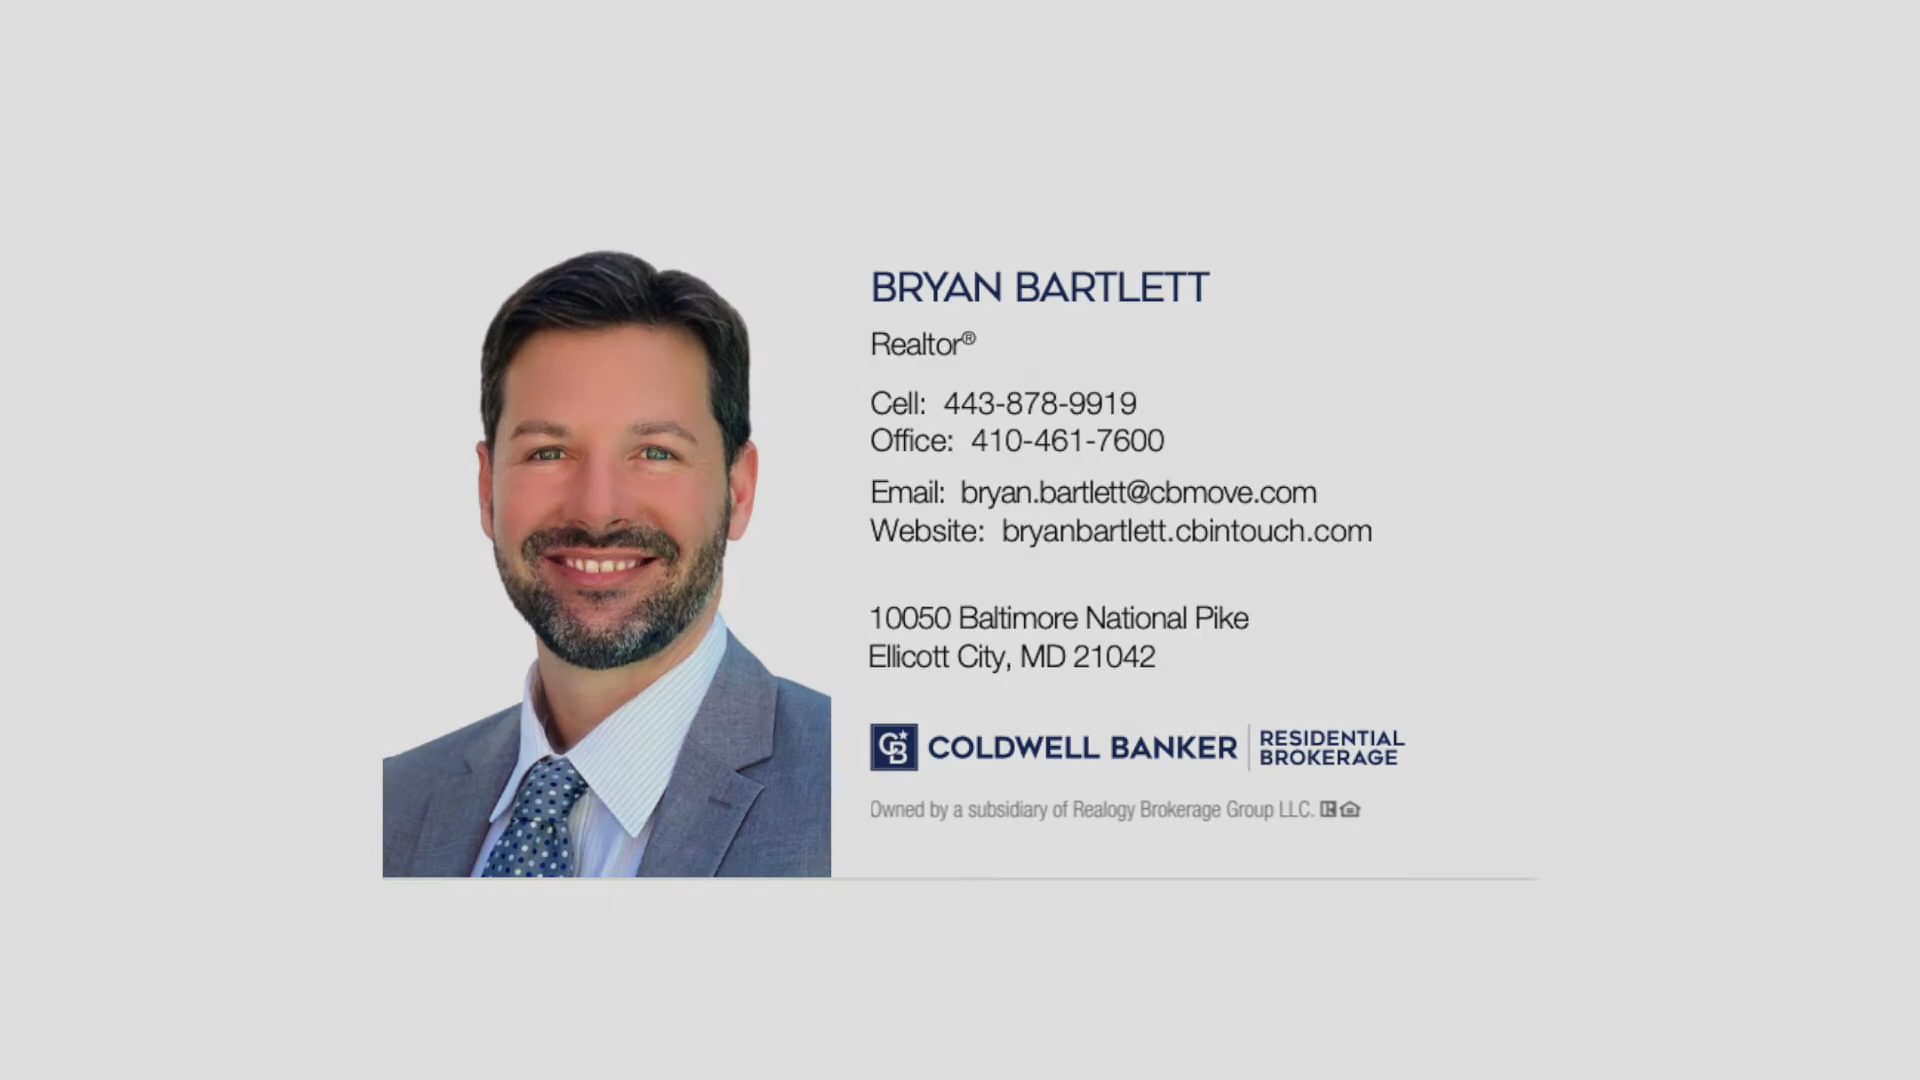 BRYAN BARTLETT
Realtor®
Cell: 443-878-9919
Office: 410-461-7600
Email: bryan.bartlett@cbmove.com
Website: bryanbartlett.cbintouch.com
10050 Baltimore National Pike
Ellicott City, MD 21042
CB COLDWELL BANKER RESIDENTIAL BROKERAGE
Owned by a subsidiary of Realogy Brokerage Group LLC.